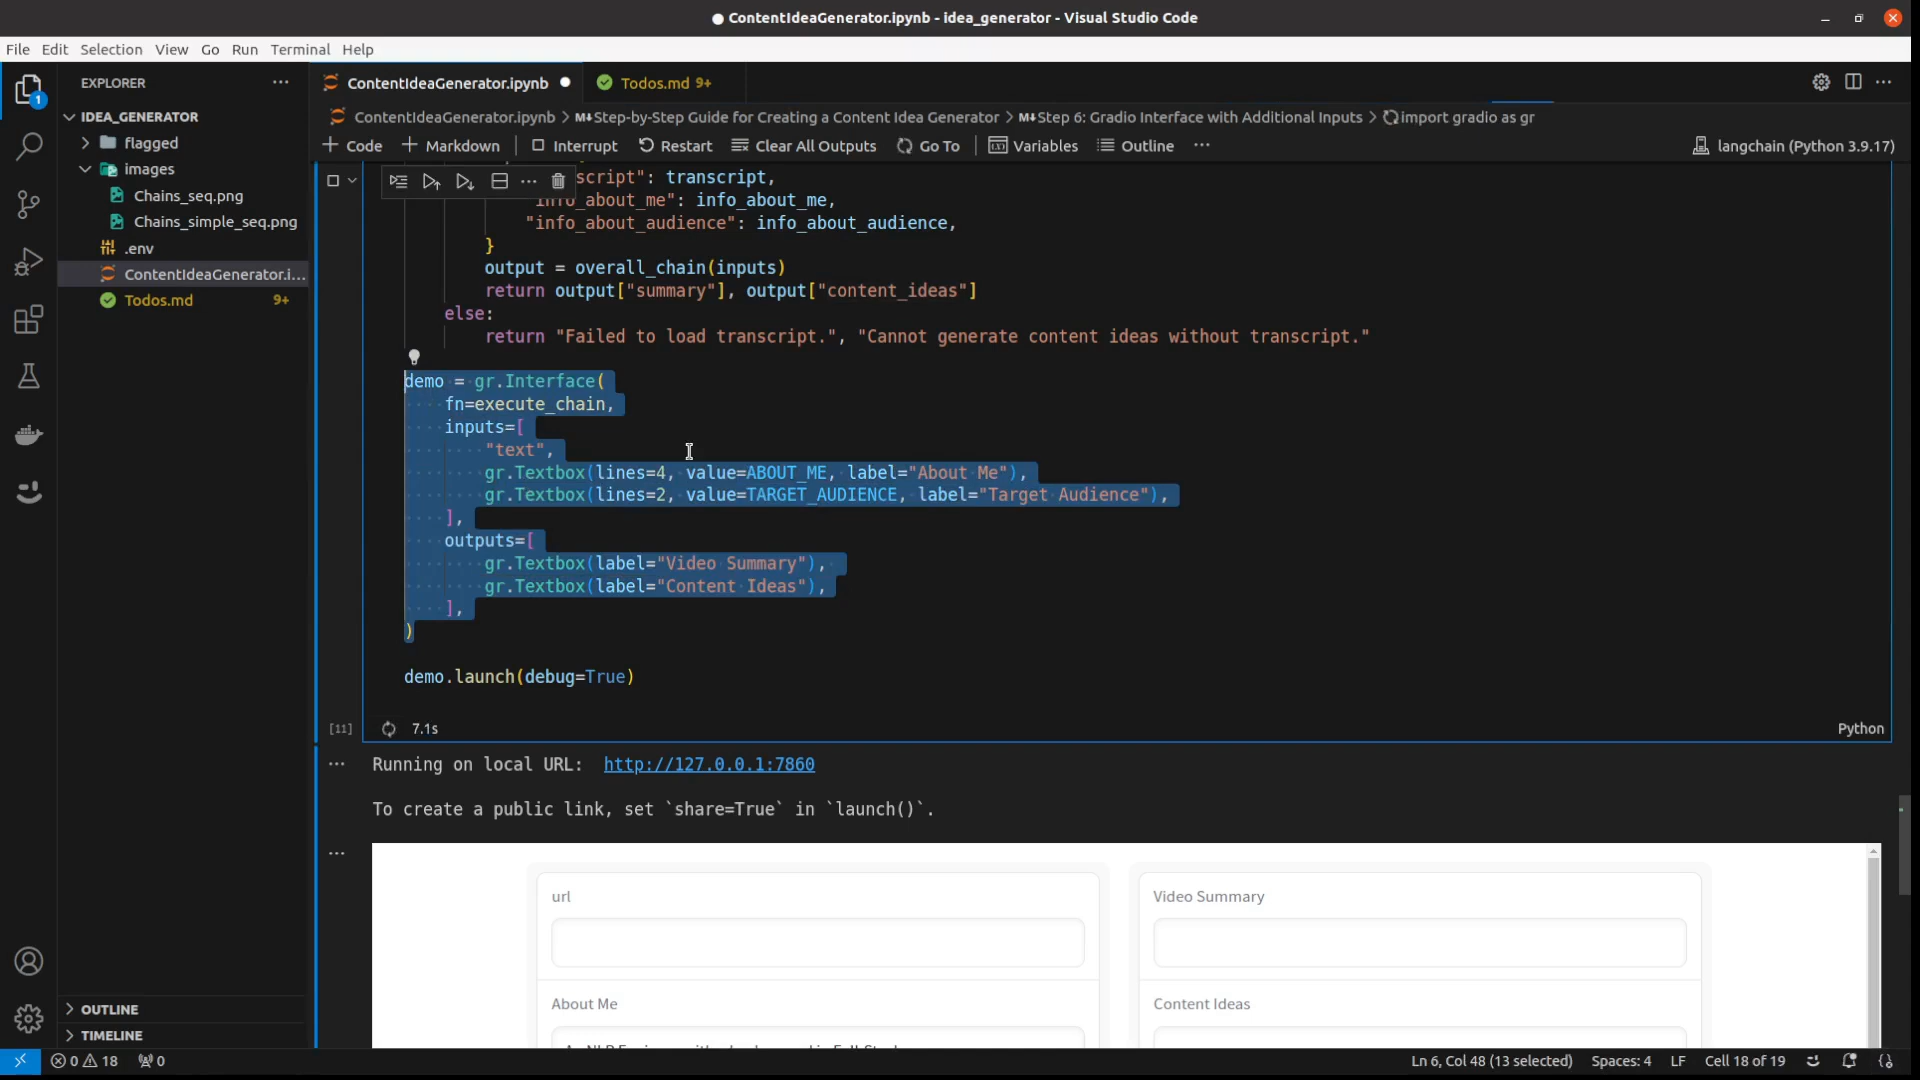 ContentIdeaGenerator.ipynb - idea_generator - Visual Studio Code
File Edit Selection View Go Run Terminal Help
EXPLORER
ContentIdeaGenerator.ipynb
Todos.md 9+
1
IDEA_GENERATOR
flagged
images
Chains_seq.png
Chains_simple_seq.png
.env
ContentIdeaGenerator.i...
Todos.md 9+
OUTLINE
TIMELINE
ContentIdeaGenerator.ipynb > M↓Step-by-Step Guide for Creating a Content Idea Generator > M↓Step 6: Gradio Interface with Additional Inputs > import gradio as gr
+ Code + Markdown Interrupt Restart Clear All Outputs Go To Variables Outline ... langchain (Python 3.9.17)
script": transcript,
"info_about_me": info_about_me,
"info_about_audience": info_about_audience,
}
output = overall_chain(inputs)
return output["summary"], output["content_ideas"]
else:
return "Failed to load transcript.", "Cannot generate content ideas without transcript."
demo = gr.Interface(
fn=execute_chain,
inputs=[
"text",
gr.Textbox(lines=4, value=ABOUT_ME, label="About Me"),
gr.Textbox(lines=2, value=TARGET_AUDIENCE, label="Target Audience"),
],
outputs=[
gr.Textbox(label="Video Summary"),
gr.Textbox(label="Content Ideas"),
],
)
demo.launch(debug=True)
[11] 7.1s Python
Running on local URL: http://127.0.0.1:7860
To create a public link, set `share=True` in `launch()`.
url
Video Summary
About Me
Content Ideas
0 18 0 Ln 6, Col 48 (13 selected) Spaces: 4 LF Cell 18 of 19